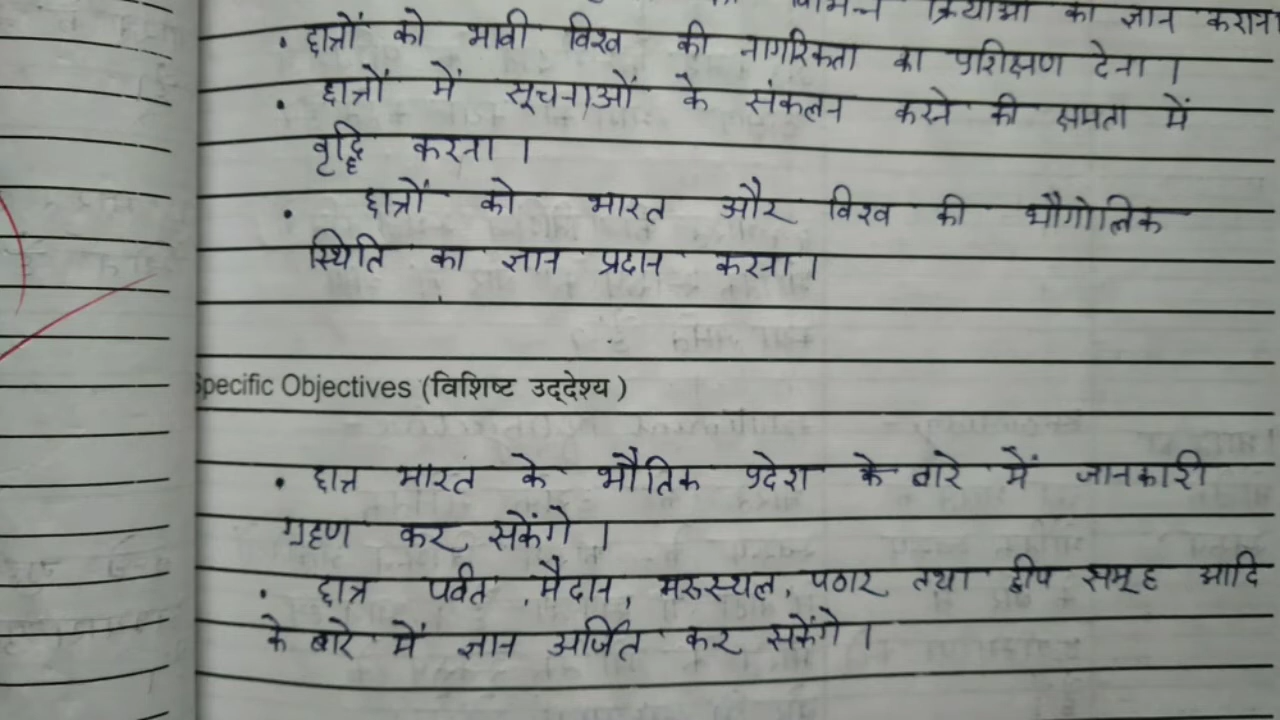 क्रियाओं का ज्ञान कराना
• छात्रों को भावी विश्व की नागरिकता का प्रशिक्षण देना ।
• छात्रों में सूचनाओं के संकलन करने की क्षमता में
वृद्धि करना ।
• छात्रों को भारत और विश्व की भौगोलिक
स्थिति का ज्ञान प्रदान करना ।
Specific Objectives (विशिष्ट उद्देश्य)
• छात्र भारत के भौतिक प्रदेश के बारे में जानकारी
ग्रहण कर सकेंगे ।
• छात्र पर्वत, मैदान, मरुस्थल, पठार तथा द्वीप समूह आदि
के बारे में ज्ञान अर्जित कर सकेंगे ।